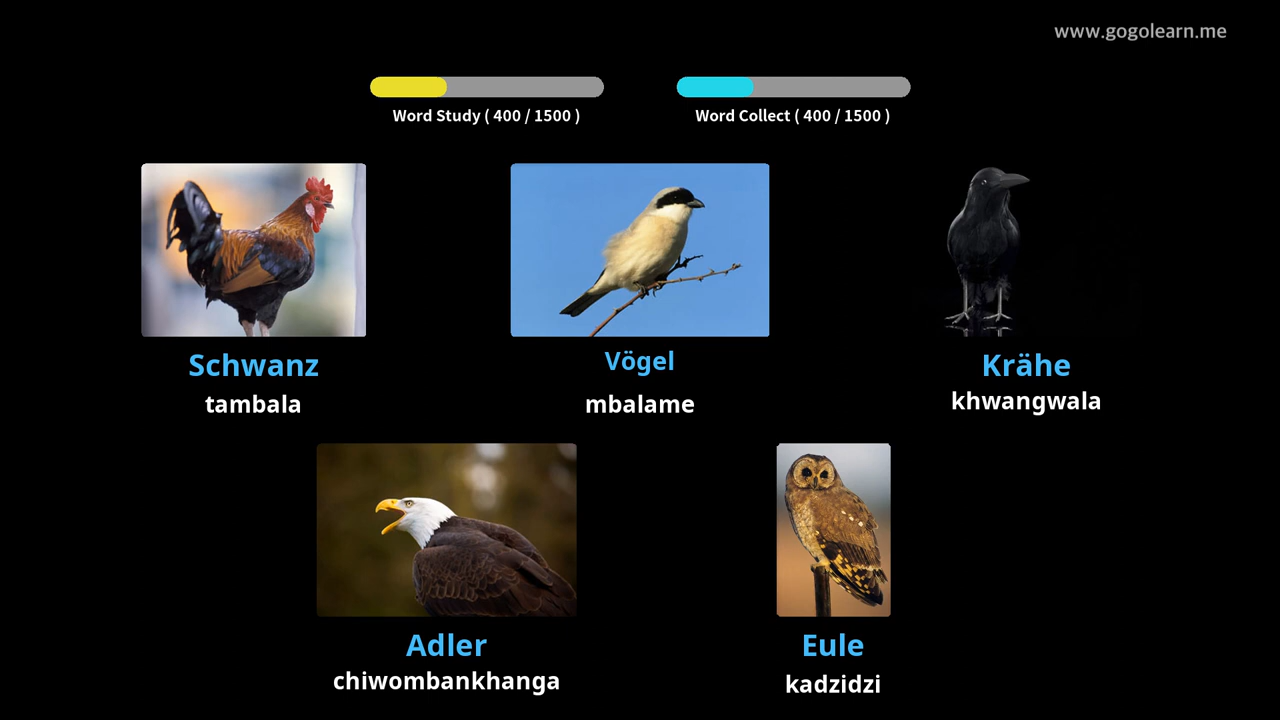 www.gogolearn.me
Word Study ( 400 / 1500 )
Word Collect ( 400 / 1500 )
Schwanz
tambala
Vögel
mbalame
Krähe
khwangwala
Adler
chiwombankhanga
Eule
kadzidzi